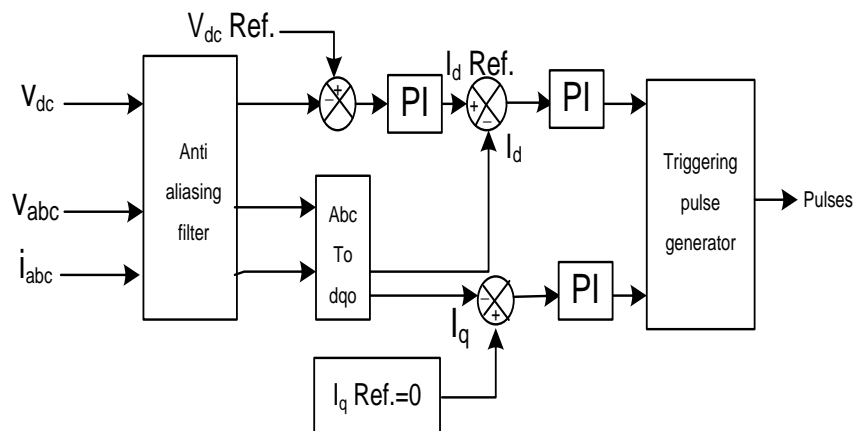 Vdc Ref.
Id Ref.
vdc
+
−
PI
+
−
PI
Id
Anti
aliasing
filter
Triggering
pulse
generator
Pulses
vabc
Abc
To
dqo
iabc
−
+
PI
Iq
Iq Ref.=0